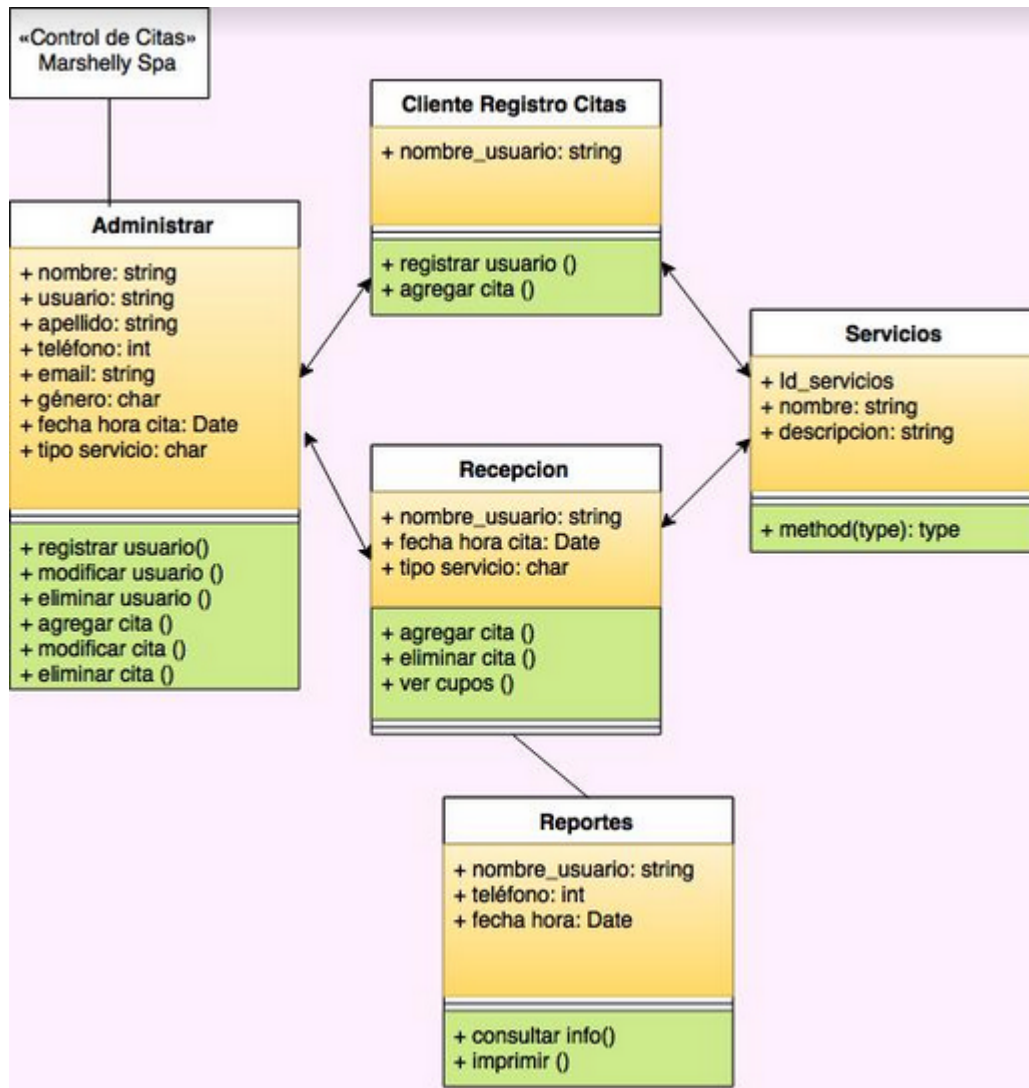 «Control de Citas»
Marshelly Spa
Cliente Registro Citas
+ nombre_usuario: string
+ registrar usuario ()
+ agregar cita ()
Administrar
+ nombre: string
+ usuario: string
+ apellido: string
+ teléfono: int
+ email: string
+ género: char
+ fecha hora cita: Date
+ tipo servicio: char
+ registrar usuario()
+ modificar usuario ()
+ eliminar usuario ()
+ agregar cita ()
+ modificar cita ()
+ eliminar cita ()
Servicios
+ Id_servicios
+ nombre: string
+ descripcion: string
+ method(type): type
Recepcion
+ nombre_usuario: string
+ fecha hora cita: Date
+ tipo servicio: char
+ agregar cita ()
+ eliminar cita ()
+ ver cupos ()
Reportes
+ nombre_usuario: string
+ teléfono: int
+ fecha hora: Date
+ consultar info()
+ imprimir ()